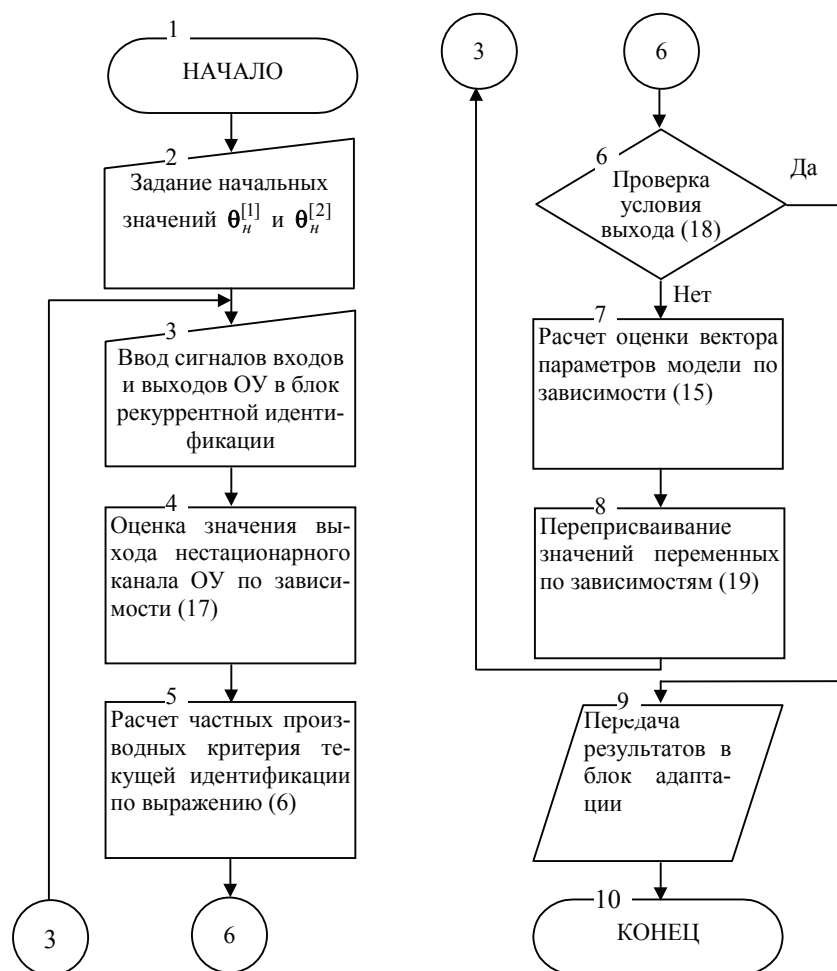 1
НАЧАЛО
2
Задание начальных
значений θ_н^[1] и θ_н^[2]
3
Ввод сигналов входов
и выходов ОУ в блок
рекуррентной иденти-
фикации
4
Оценка значения вы-
хода нестационарного
канала ОУ по зависи-
мости (17)
5
Расчет частных произ-
водных критерия те-
кущей идентификации
по выражению (6)
3
6
3
6
6
Проверка
условия
выхода (18)
Да
Нет
7
Расчет оценки вектора
параметров модели по
зависимости (15)
8
Переприсваивание
значений переменных
по зависимостям (19)
9
Передача
результатов в
блок адапта-
ции
10
КОНЕЦ